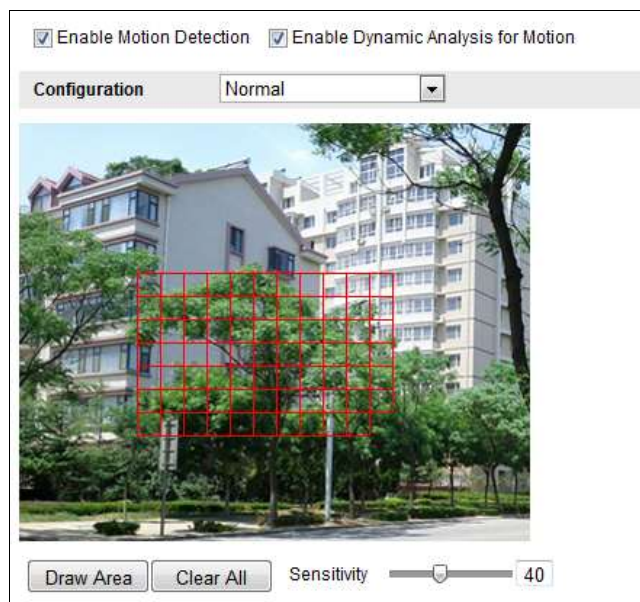 Enable Motion Detection Enable Dynamic Analysis for Motion
Configuration Normal
Draw Area Clear All Sensitivity 40